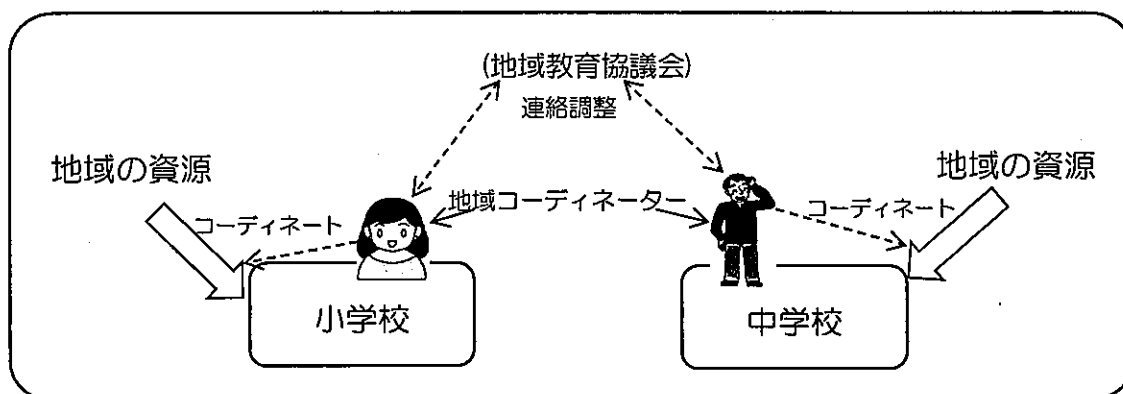 (地域教育協議会)
連絡調整
地域の資源
地域の資源
地域コーディネーター
コーディネート
コーディネート
小学校
中学校